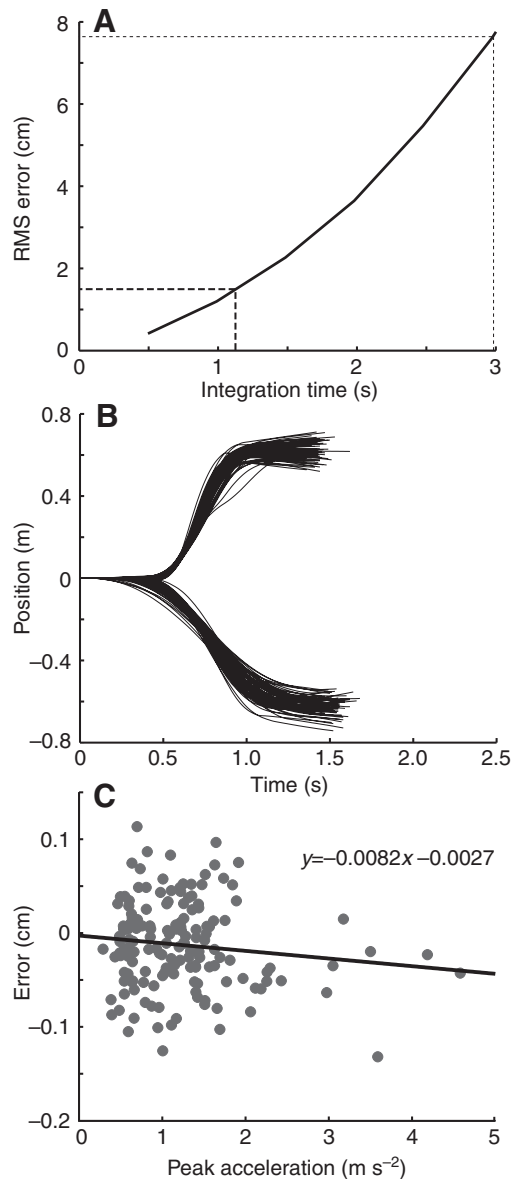 A
8
6
4
2
0
RMS error (cm)
0 1 2 3
Integration time (s)
B
0.8
0.4
0
–0.4
–0.8
Position (m)
0 0.5 1.0 1.5 2.0 2.5
Time (s)
C
0.1
0
–0.1
–0.2
Error (cm)
y=–0.0082x–0.0027
0 1 2 3 4 5
Peak acceleration (m s–2)